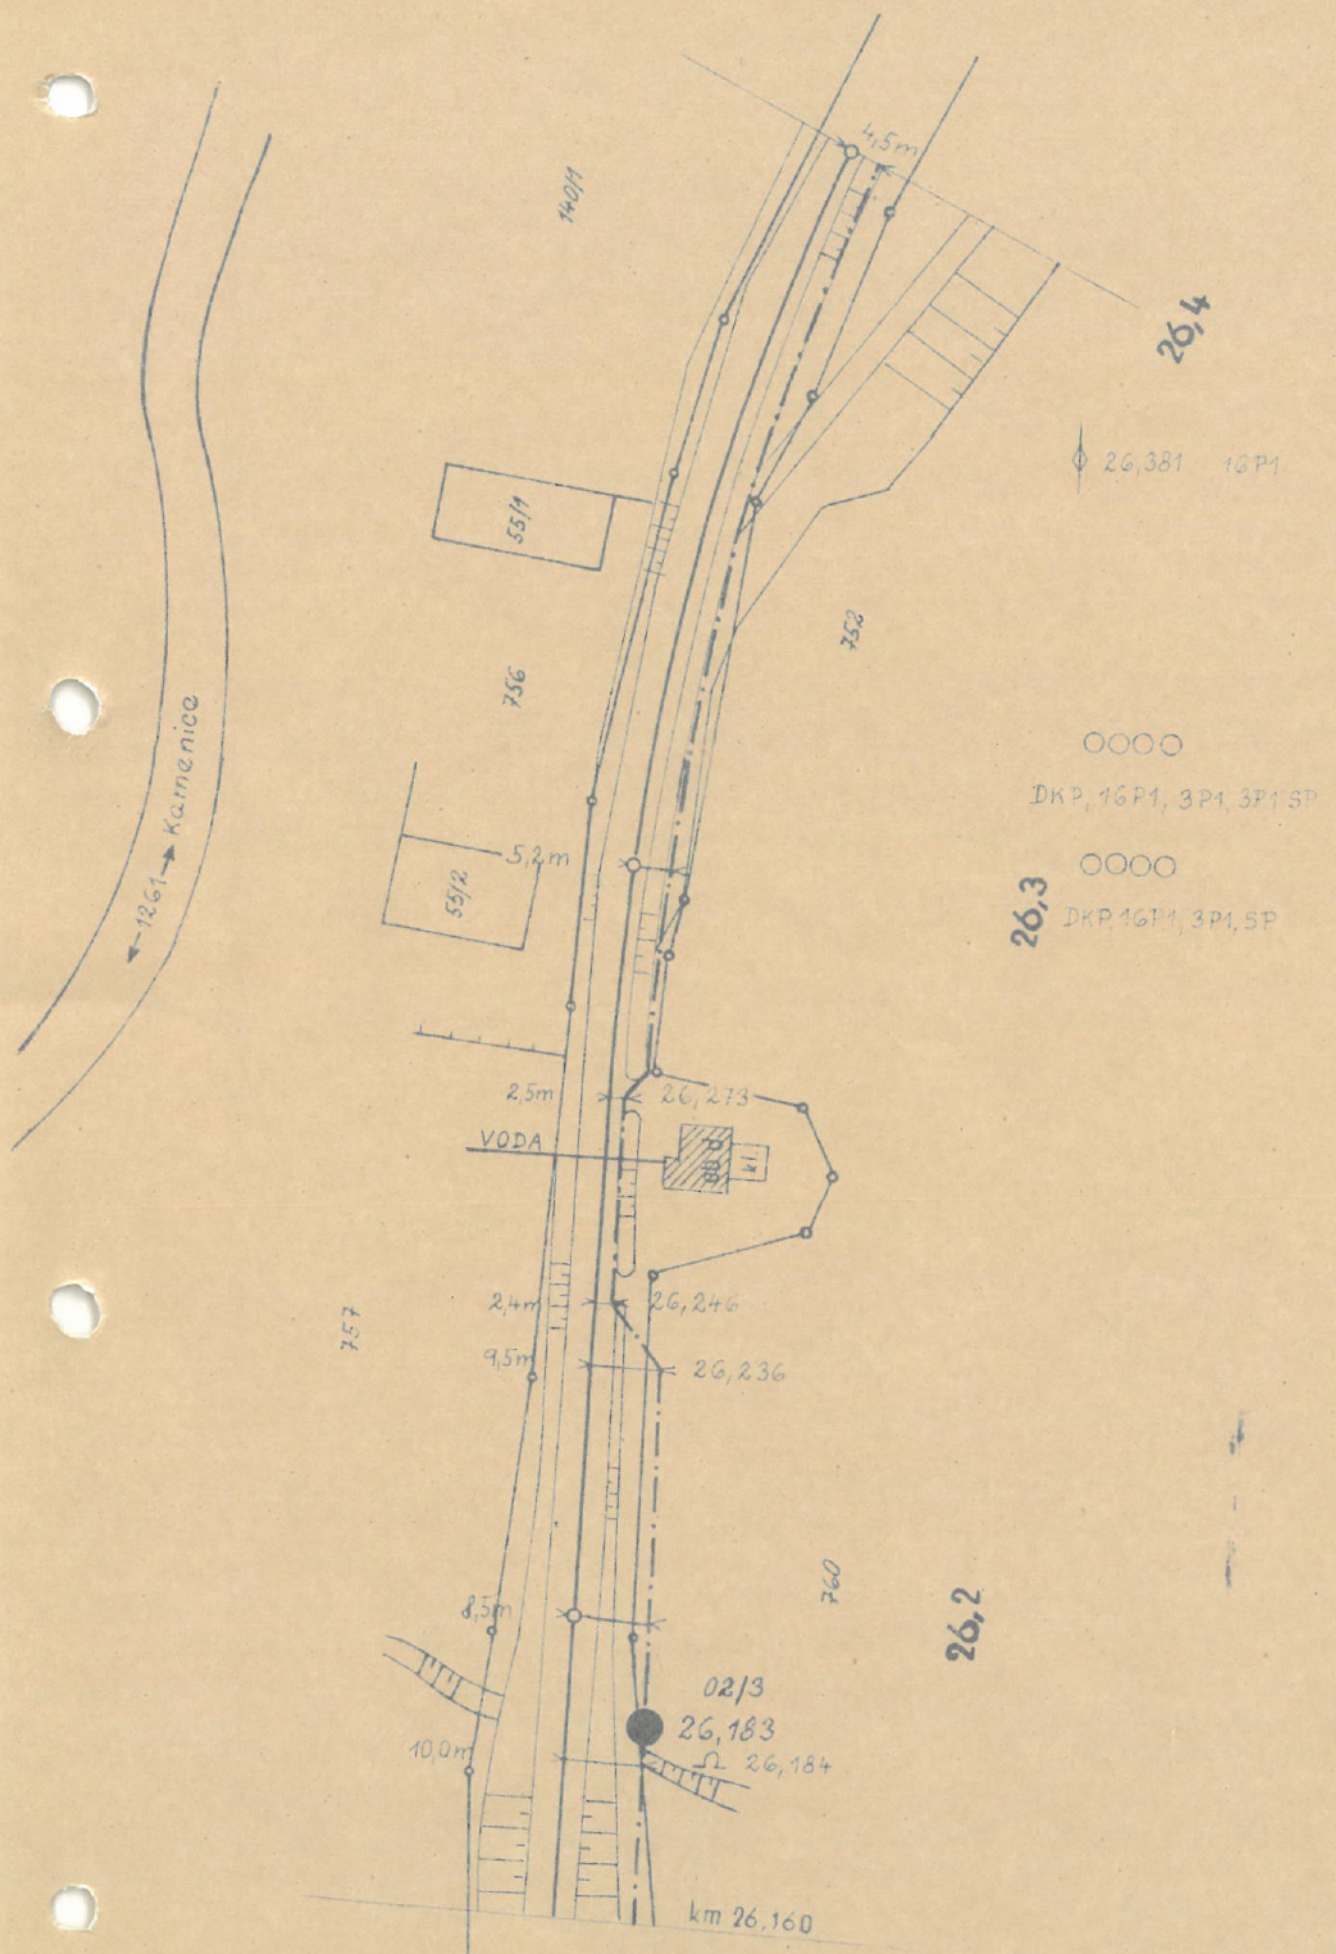 4,5m
140/1
26,4
26,381 16P1
55/1
752
756
←1261→ Kamenice
DKP, 16P1, 3P1, 3P1 SP
5,2m
55/2
26,3
DKP, 16P1, 3P1, SP
2,5m
26,273
VODA
kl.
2,4m
26,246
757
9,5m
26,236
760
8,5m
26,2
02/3
26,183
10,0m
Ω 26,184
km 26,160